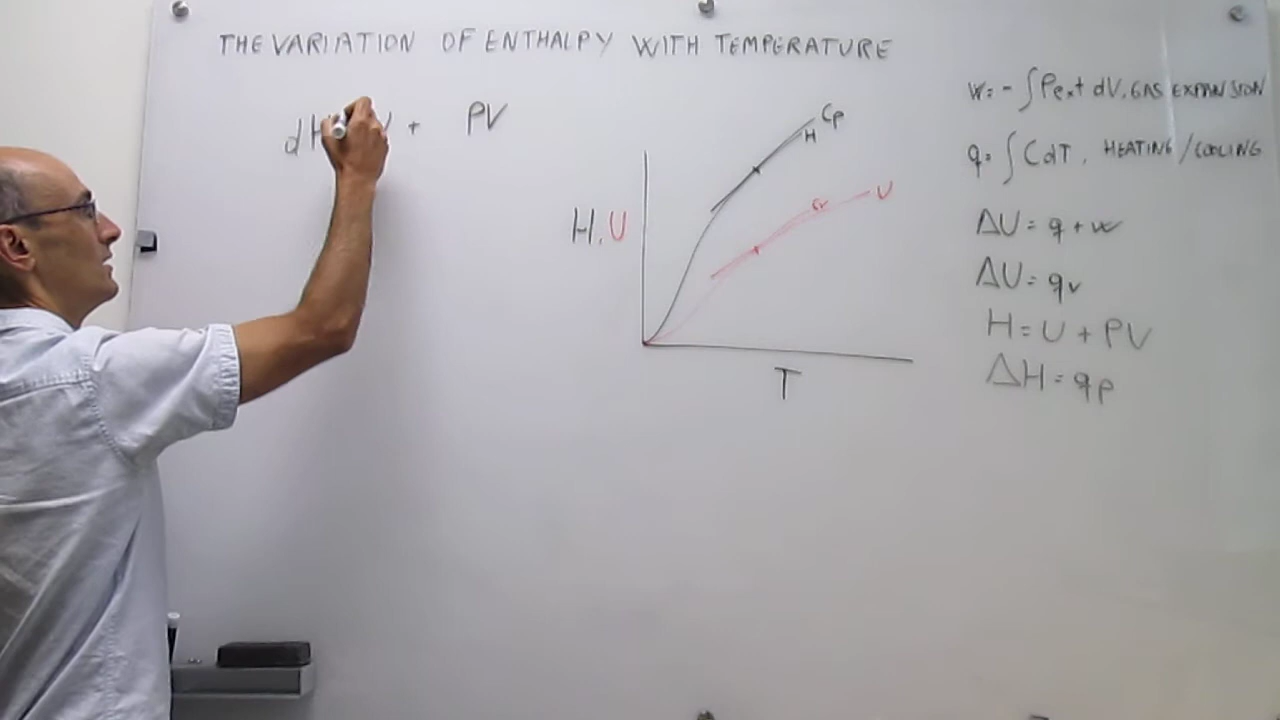 THE VARIATION OF ENTHALPY WITH TEMPERATURE
dH + PV
H, U
Cp
H
Cv
U
T
W = - ∫ Pext dV, GAS EXPANSION
q = ∫ C dT, HEATING / COOLING
ΔU = q + w
ΔU = qv
H = U + PV
ΔH = qp